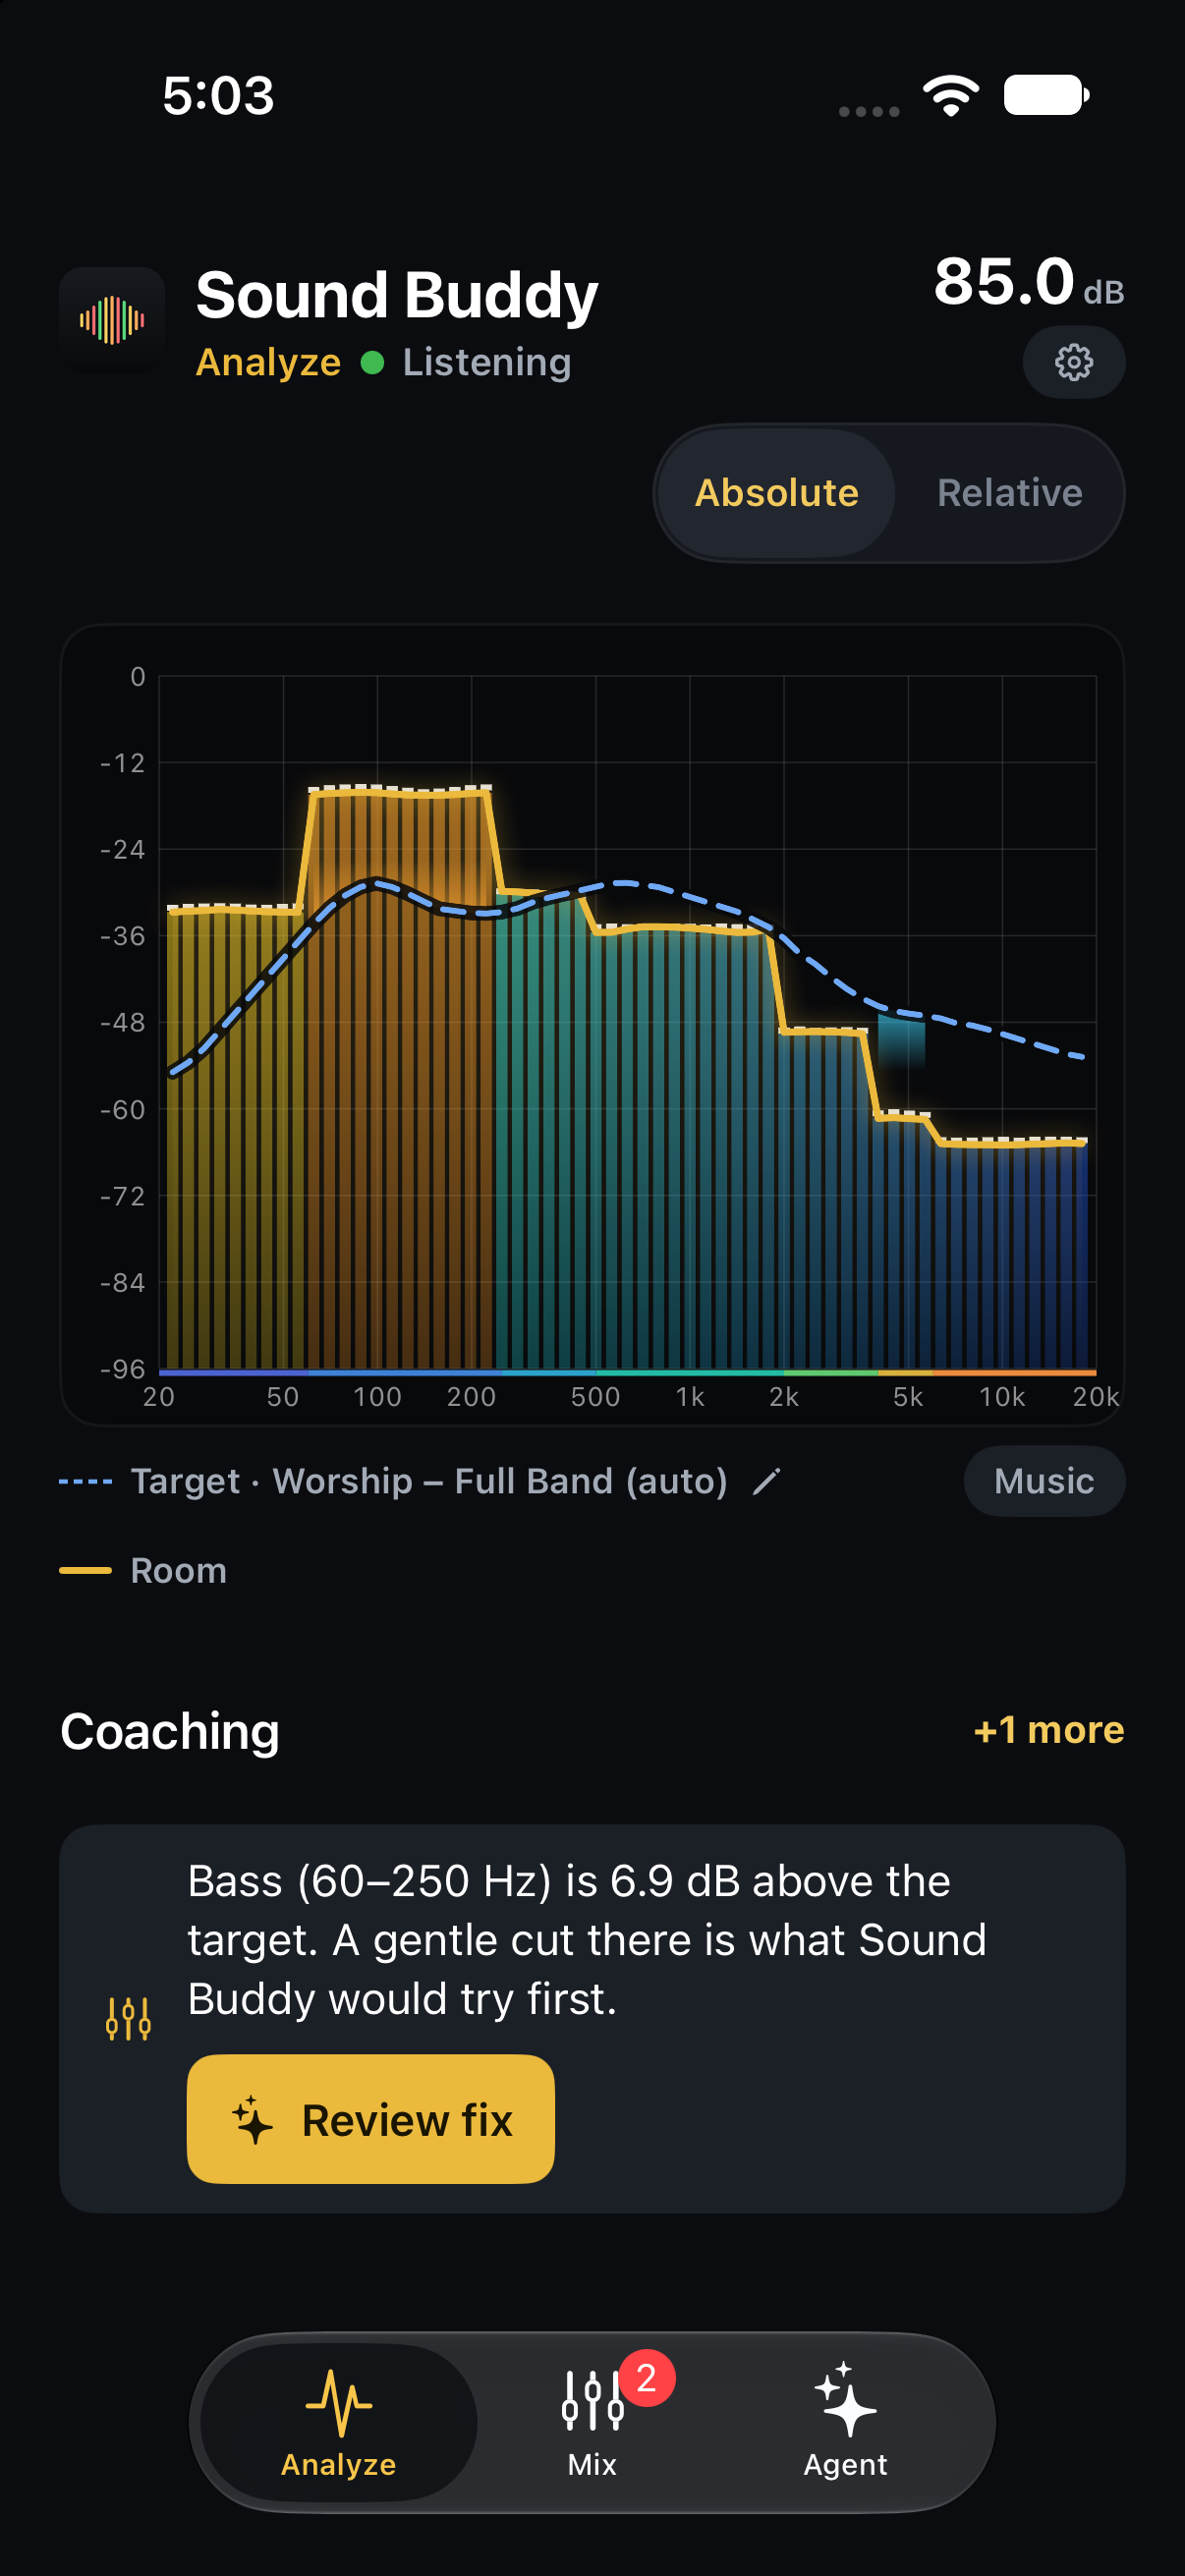 5:03
Sound Buddy
85.0 dB
Analyze Listening
Absolute Relative
0
-12
-24
-36
-48
-60
-72
-84
-96
20 50 100 200 500 1k 2k 5k 10k 20k
Target · Worship – Full Band (auto)
Music
Room
Coaching
+1 more
Bass (60–250 Hz) is 6.9 dB above the
target. A gentle cut there is what Sound
Buddy would try first.
Review fix
2
Analyze Mix Agent